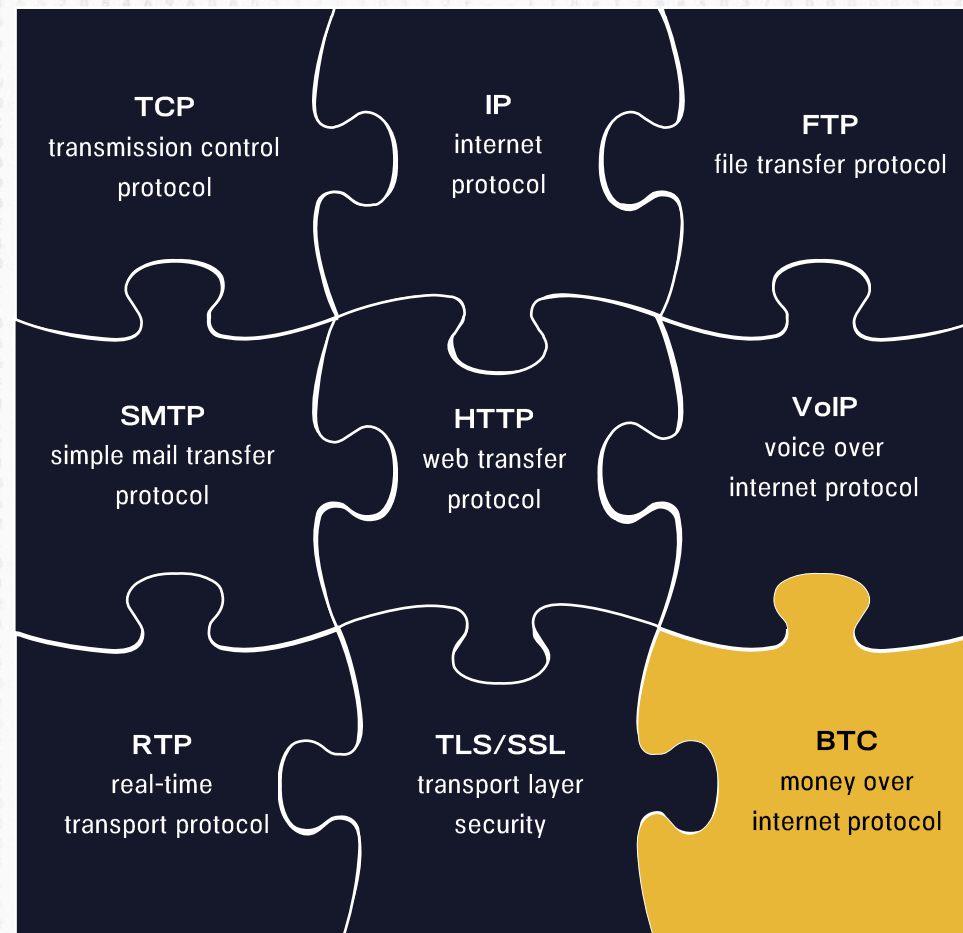 TCP
transmission control
protocol
IP
internet
protocol
FTP
file transfer protocol
SMTP
simple mail transfer
protocol
HTTP
web transfer
protocol
VoIP
voice over
internet protocol
RTP
real-time
transport protocol
TLS/SSL
transport layer
security
BTC
money over
internet protocol